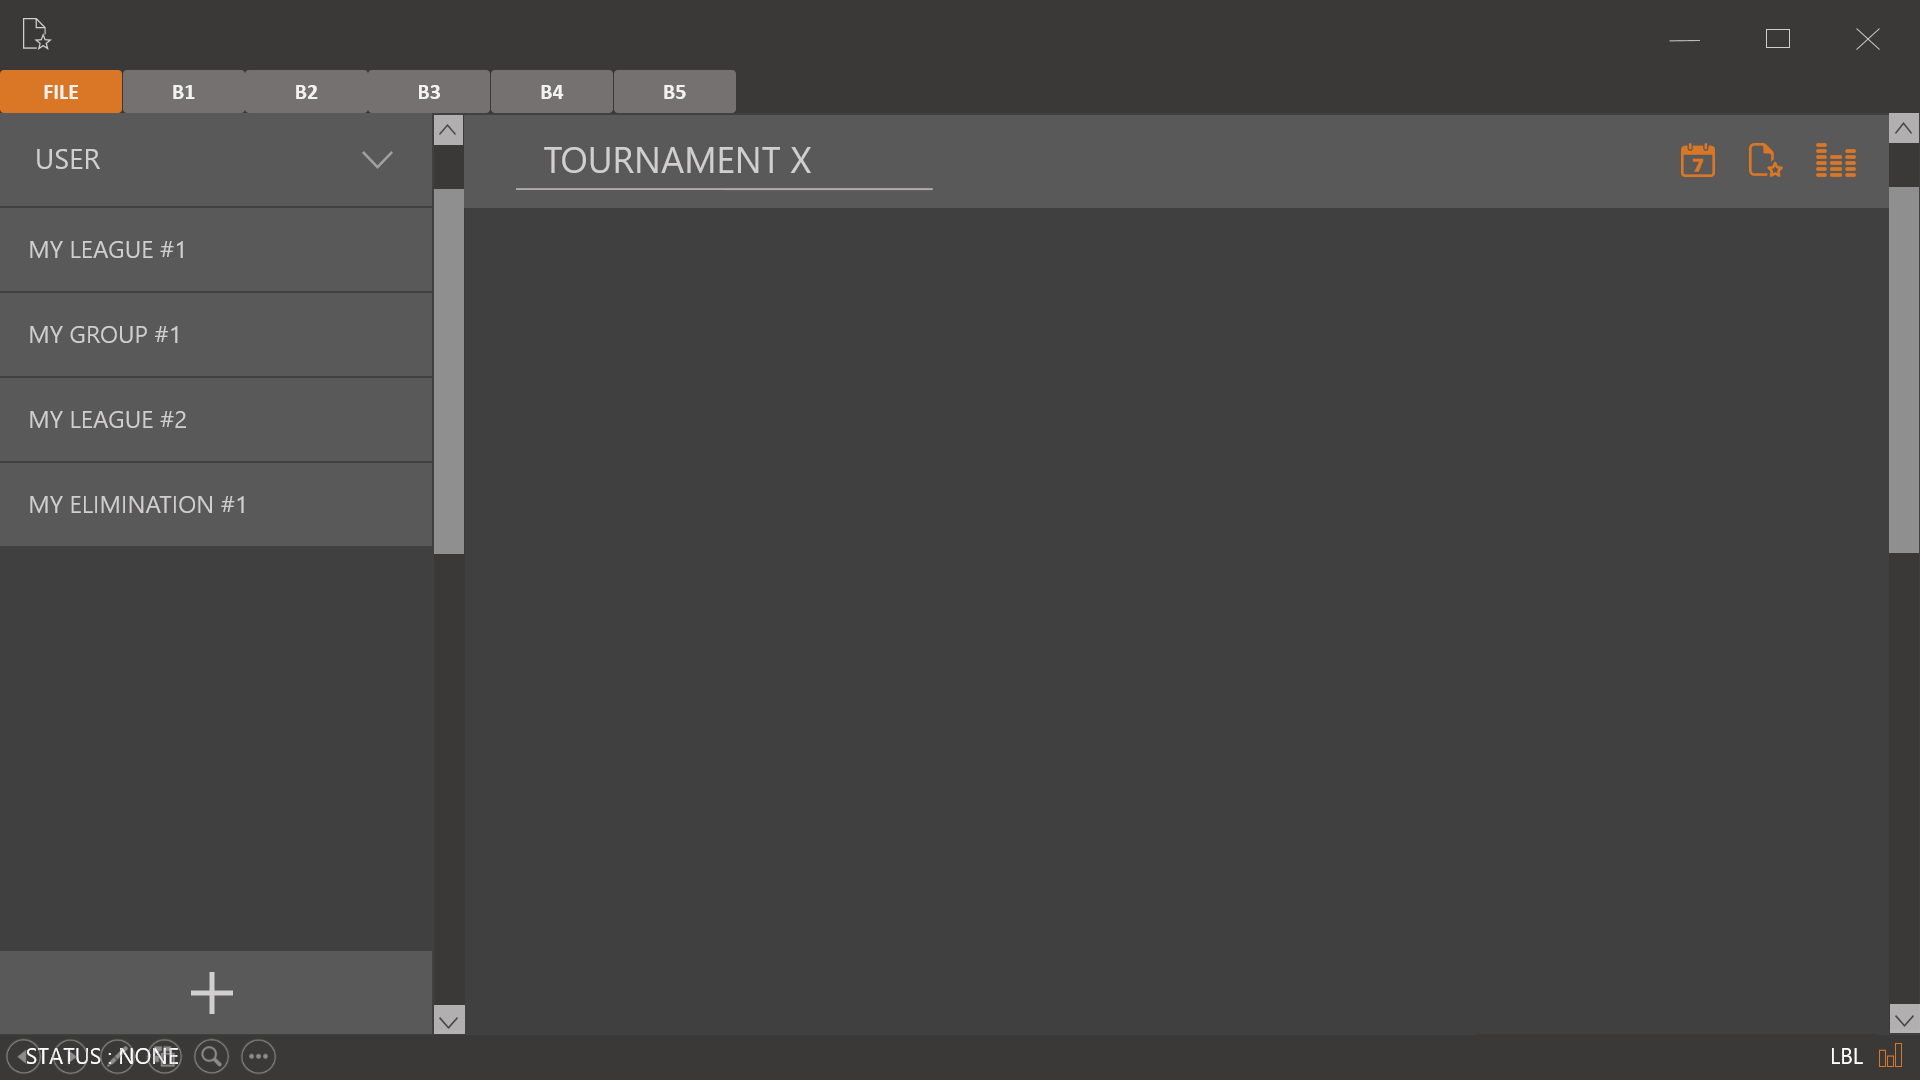 FILE B1 B2 B3 B4 B5
USER
TOURNAMENT X
7
MY LEAGUE #1
MY GROUP #1
MY LEAGUE #2
MY ELIMINATION #1
STATUS : NONE
LBL